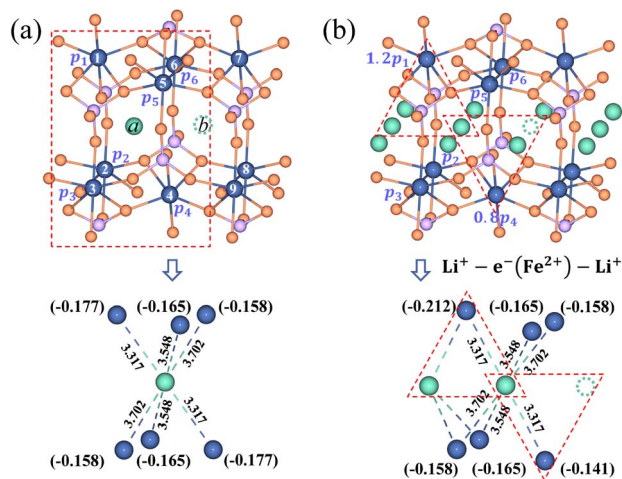 (a)
(b)
1
6
7
p₁
p₆
5
p₅
a
b
2
8
p₂
3
9
p₃
4
p₄
1.2p₁
p₆
p₅
p₂
p₃
0.8p₄
Li⁺ − e⁻(Fe²⁺) − Li⁺
(-0.177) (-0.165) (-0.158)
3.317
3.548
3.702
3.702
3.548
3.317
(-0.158) (-0.165) (-0.177)
(-0.212) (-0.165) (-0.158)
3.317
3.548
3.702
3.702
3.548
3.317
(-0.158) (-0.165) (-0.141)